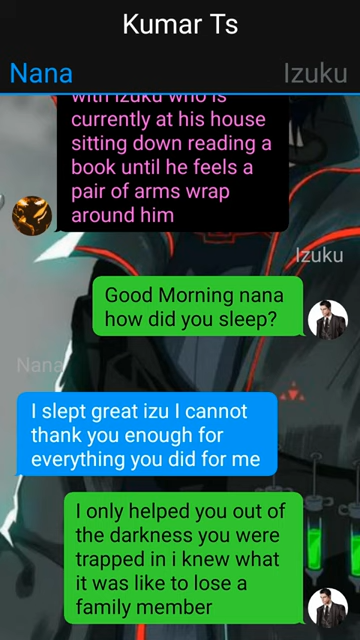 Kumar Ts
Nana Izuku
with Izuku who is
currently at his house
sitting down reading a
book until he feels a
pair of arms wrap
around him
Izuku
Good Morning nana
how did you sleep?
Nana
I slept great izu I cannot
thank you enough for
everything you did for me
I only helped you out of
the darkness you were
trapped in i knew what
it was like to lose a
family member